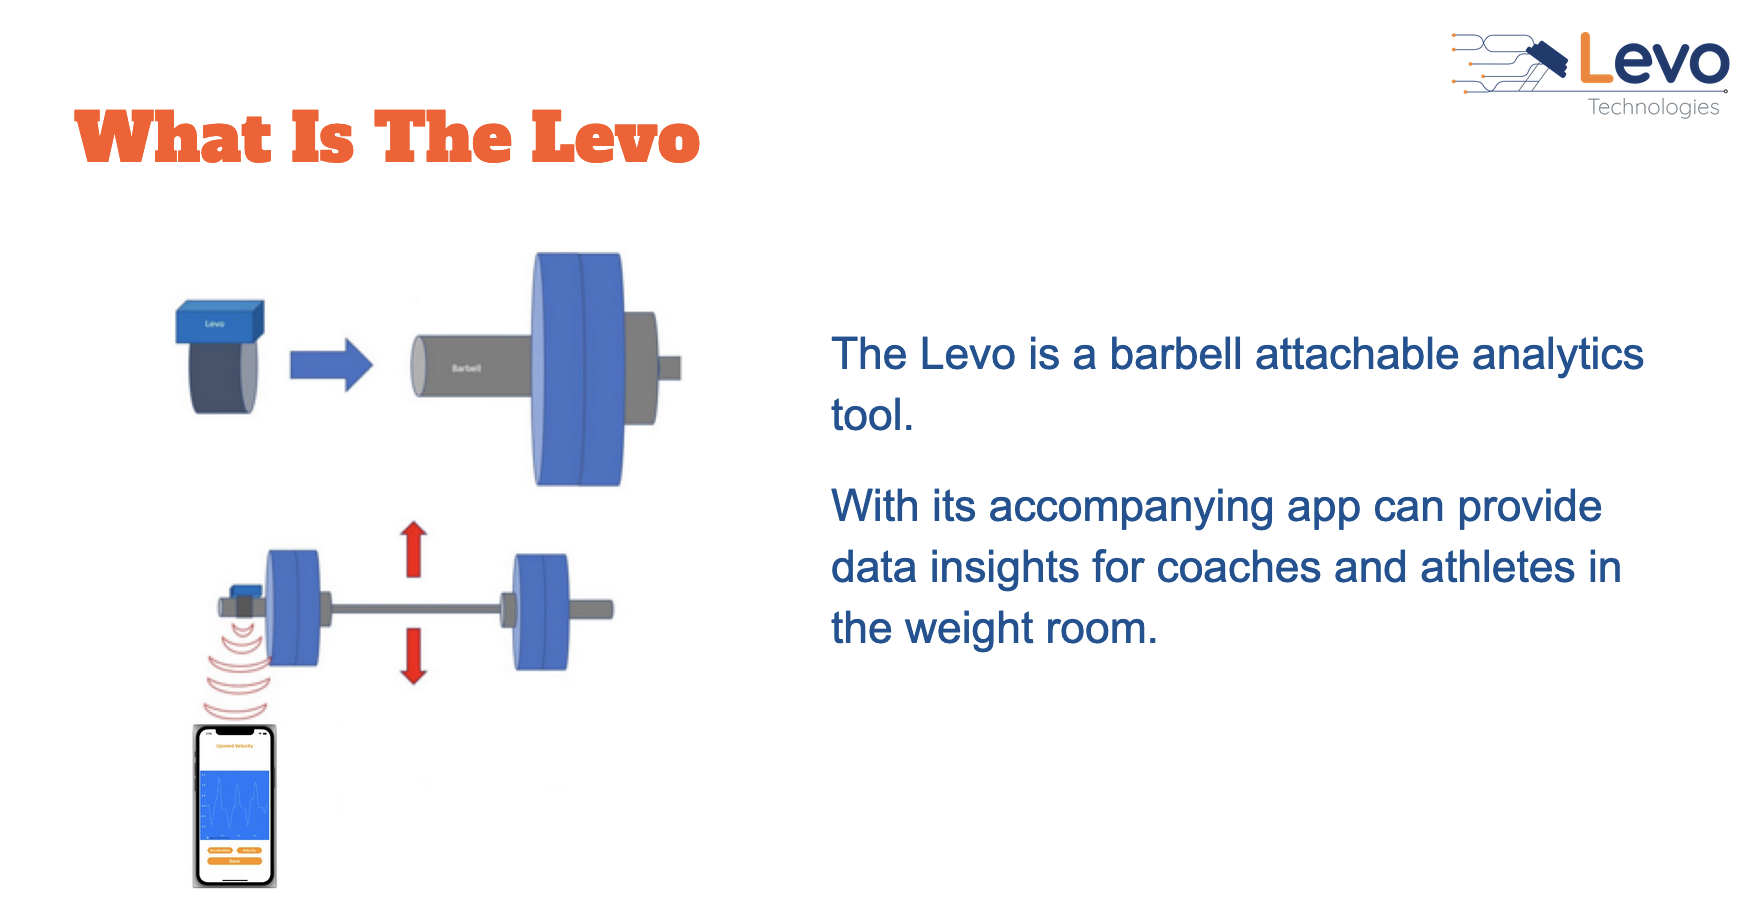 Levo
Technologies
What Is The Levo
Levo
Barbell
The Levo is a barbell attachable analytics
tool.
With its accompanying app can provide
data insights for coaches and athletes in
the weight room.
Upward Velocity
Back